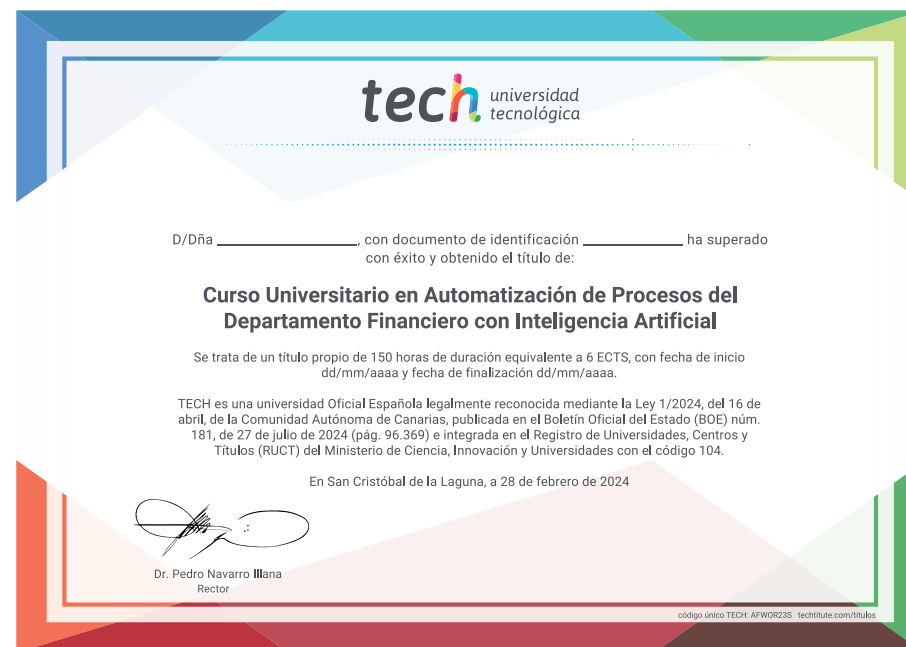 tech universidad
tecnológica
D/Dña ____________________, con documento de identificación ______________ ha superado
con éxito y obtenido el título de:
Curso Universitario en Automatización de Procesos del
Departamento Financiero con Inteligencia Artificial
Se trata de un título propio de 150 horas de duración equivalente a 6 ECTS, con fecha de inicio
dd/mm/aaaa y fecha de finalización dd/mm/aaaa.
TECH es una universidad Oficial Española legalmente reconocida mediante la Ley 1/2024, del 16 de
abril, de la Comunidad Autónoma de Canarias, publicada en el Boletín Oficial del Estado (BOE) núm.
181, de 27 de julio de 2024 (pág. 96.369) e integrada en el Registro de Universidades, Centros y
Títulos (RUCT) del Ministerio de Ciencia, Innovación y Universidades con el código 104.
En San Cristóbal de la Laguna, a 28 de febrero de 2024
Dr. Pedro Navarro Illana
Rector
código único TECH: AFWOR23S techtitute.com/titulos